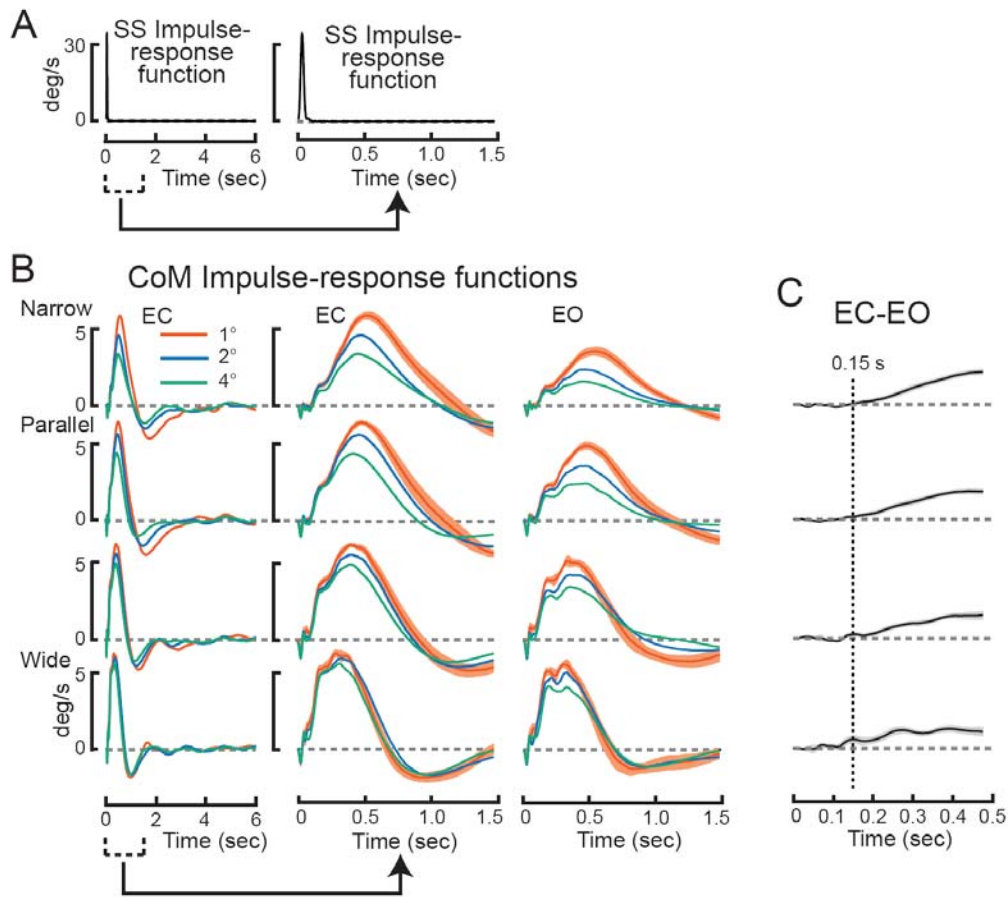 A
SS Impulse-
response
function
SS Impulse-
response
function
deg/s
30
0
0 2 4 6
0 0.5 1.0 1.5
Time (sec)
Time (sec)
B
CoM Impulse-response functions
C
EC-EO
Narrow
EC
EC
EO
1°
2°
4°
0.15 s
5
0
Parallel
5
0
5
0
Wide
5
0
deg/s
0 2 4 6
0 0.5 1.0 1.5
0 0.5 1.0 1.5
0 0.1 0.2 0.3 0.4 0.5
Time (sec)
Time (sec)
Time (sec)
Time (sec)